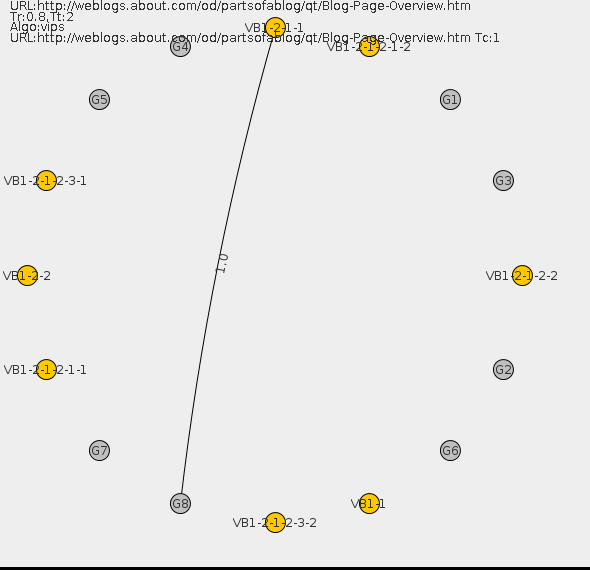 URL:http://weblogs.about.com/od/partsofablog/qt/Blog-Page-Overview.htm
Tr:0.8,Tt:2
Algo:vips
URL:http://weblogs.about.com/od/partsofablog/qt/Blog-Page-Overview.htm Tc:1
VB1-2-1-1
G4
VB1-2-1-2-1-2
G5
G1
VB1-2-1-2-3-1
G3
1.0
VB1-2-2
VB1-2-1-2-2
VB1-2-1-2-1-1
G2
G7
G6
G8
VB1-1
VB1-2-1-2-3-2